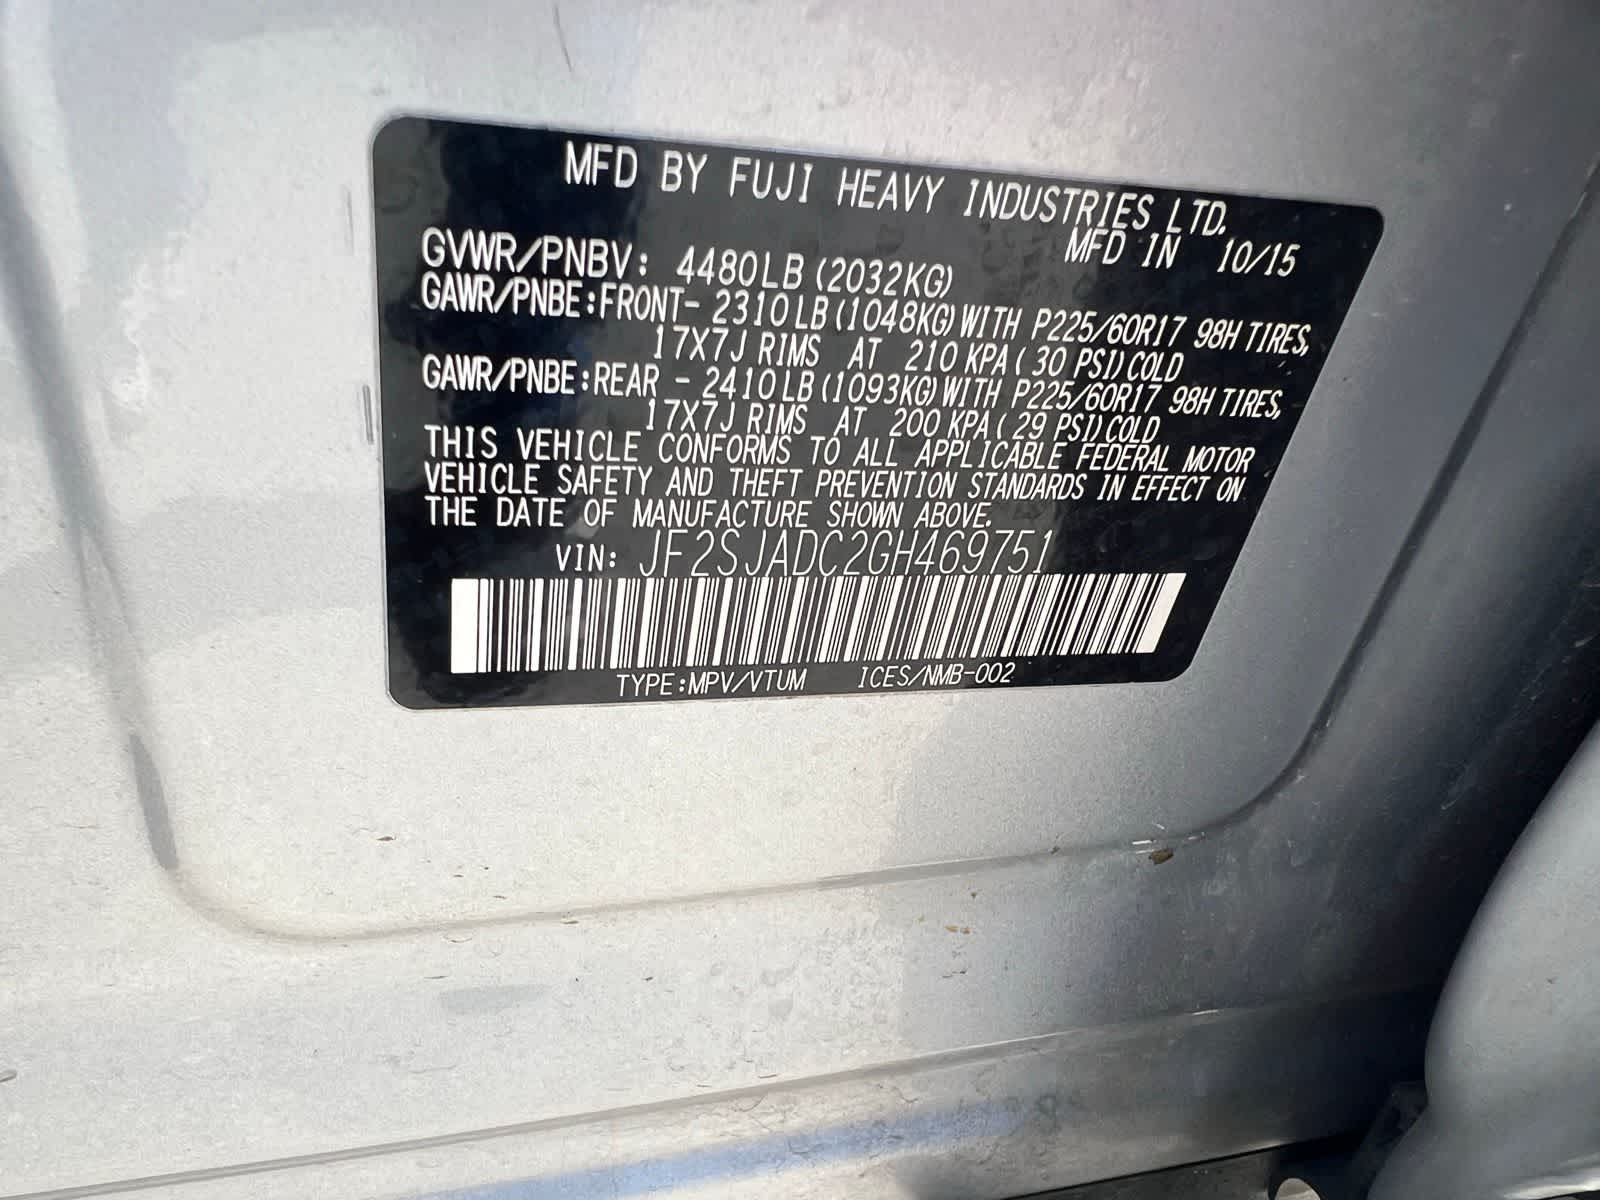 MFD BY FUJI HEAVY INDUSTRIES LTD.
MFD IN 10/15
GVWR/PNBV: 4480LB (2032KG)
GAWR/PNBE:FRONT- 2310LB(1048KG)WITH P225/60R17 98H TIRES,
17X7J RIMS AT 210 KPA( 30 PSI)COLD
GAWR/PNBE:REAR - 2410LB(1093KG)WITH P225/60R17 98H TIRES,
17X7J RIMS AT 200 KPA( 29 PSI)COLD
THIS VEHICLE CONFORMS TO ALL APPLICABLE FEDERAL MOTOR
VEHICLE SAFETY AND THEFT PREVENTION STANDARDS IN EFFECT ON
THE DATE OF MANUFACTURE SHOWN ABOVE.
VIN: JF2SJADC2GH469751
TYPE:MPV/VTUM ICES/NMB-002